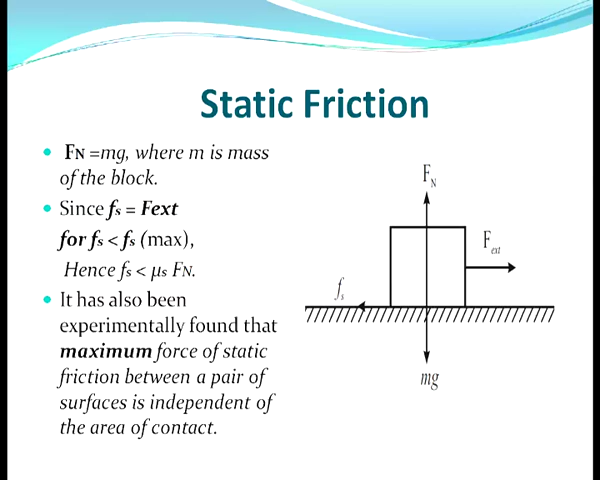 Static Friction
• FN =mg, where m is mass
of the block.
• Since fs = Fext
for fs < fs (max),
Hence fs < μs FN.
• It has also been
experimentally found that
maximum force of static
friction between a pair of
surfaces is independent of
the area of contact.
FN
Fext
fs
mg